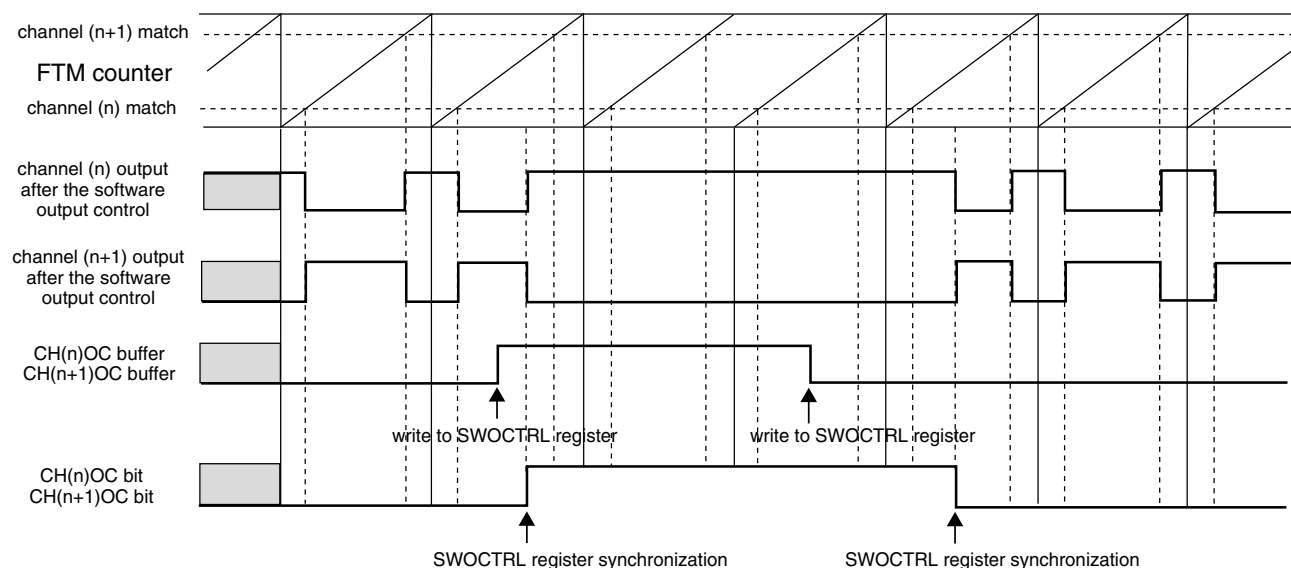 channel (n+1) match
FTM counter
channel (n) match
channel (n) output
after the software
output control
channel (n+1) output
after the software
output control
CH(n)OC buffer
CH(n+1)OC buffer
write to SWOCTRL register
write to SWOCTRL register
CH(n)OC bit
CH(n+1)OC bit
SWOCTRL register synchronization
SWOCTRL register synchronization